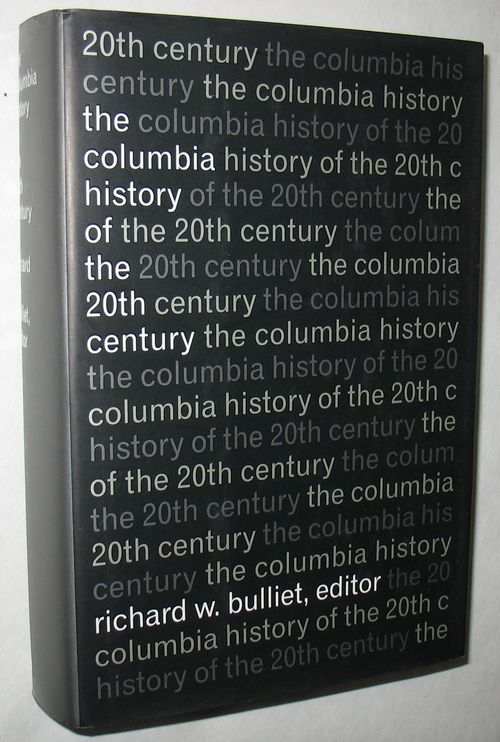 20th century the columbia his
century the columbia history
the columbia history of the 20
columbia history of the 20th c
history of the 20th century the
of the 20th century the colum
the 20th century the columbia
20th century the columbia his
century the columbia history
the columbia history of the 20
columbia history of the 20th c
history of the 20th century the
of the 20th century the colum
the 20th century the columbia
20th century the columbia his
century the columbia history
richard w. bulliet, editor the 20
columbia history of the 20th c
history of the 20th century the